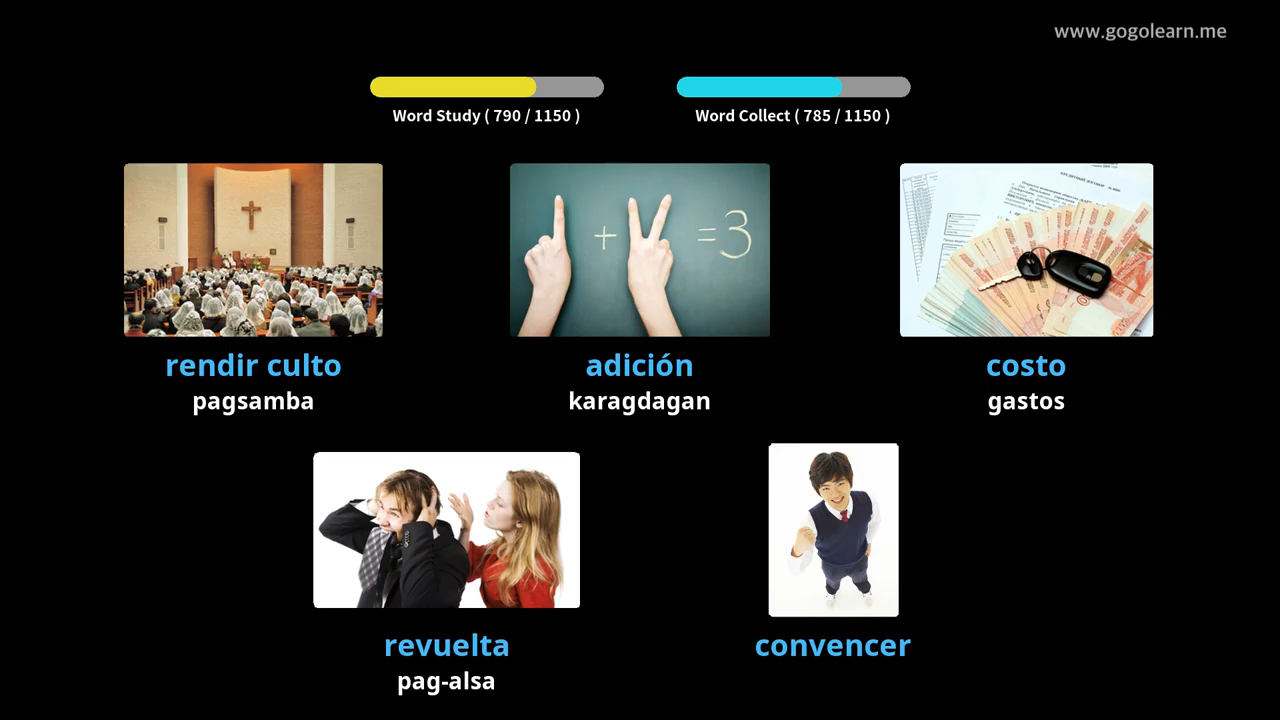 www.gogolearn.me
Word Study ( 790 / 1150 )
Word Collect ( 785 / 1150 )
+ = 3
rendir culto
pagsamba
adición
karagdagan
costo
gastos
revuelta
pag-alsa
convencer